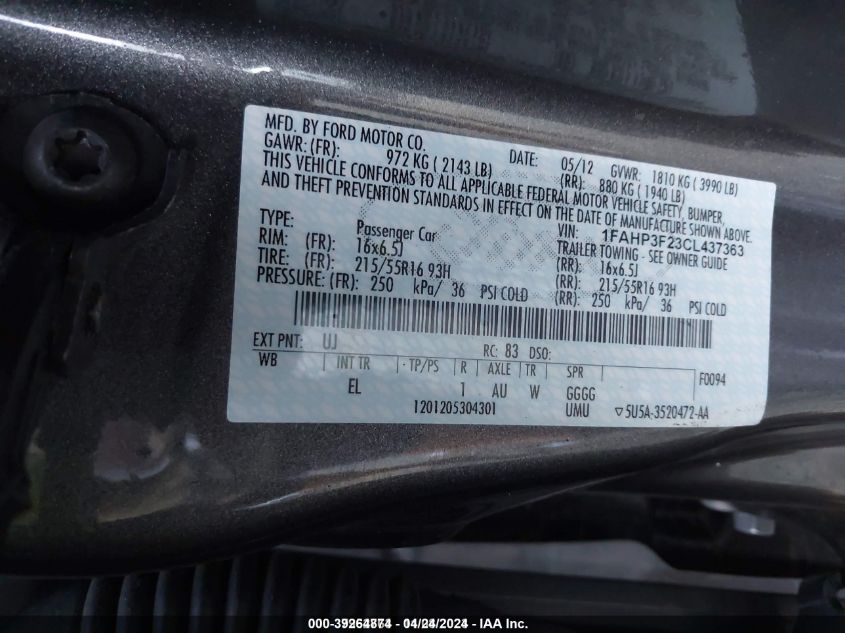 MFD. BY FORD MOTOR CO.
DATE: 05/12 GVWR: 1810 KG ( 3990 LB)
GAWR: (FR): 972 KG ( 2143 LB) (RR): 880 KG ( 1940 LB)
THIS VEHICLE CONFORMS TO ALL APPLICABLE FEDERAL MOTOR VEHICLE SAFETY, BUMPER,
AND THEFT PREVENTION STANDARDS IN EFFECT ON THE DATE OF MANUFACTURE SHOWN ABOVE.
VIN: 1FAHP3F23CL437363
TYPE: Passenger Car TRAILER TOWING - SEE OWNER GUIDE
RIM: (FR): 16x6.5J (RR): 16x6.5J
TIRE: (FR): 215/55R16 93H (RR): 215/55R16 93H
PRESSURE: (FR): 250 kPa/ 36 PSI COLD (RR): 250 kPa/ 36 PSI COLD
EXT PNT: UJ RC: 83 DSO:
WB INT TR TP/PS R AXLE TR SPR F0094
EL 1 AU W GGGG
1201205304301 UMU ▽5U5A-3520472-AA
04/24/2024 - IAA Inc.